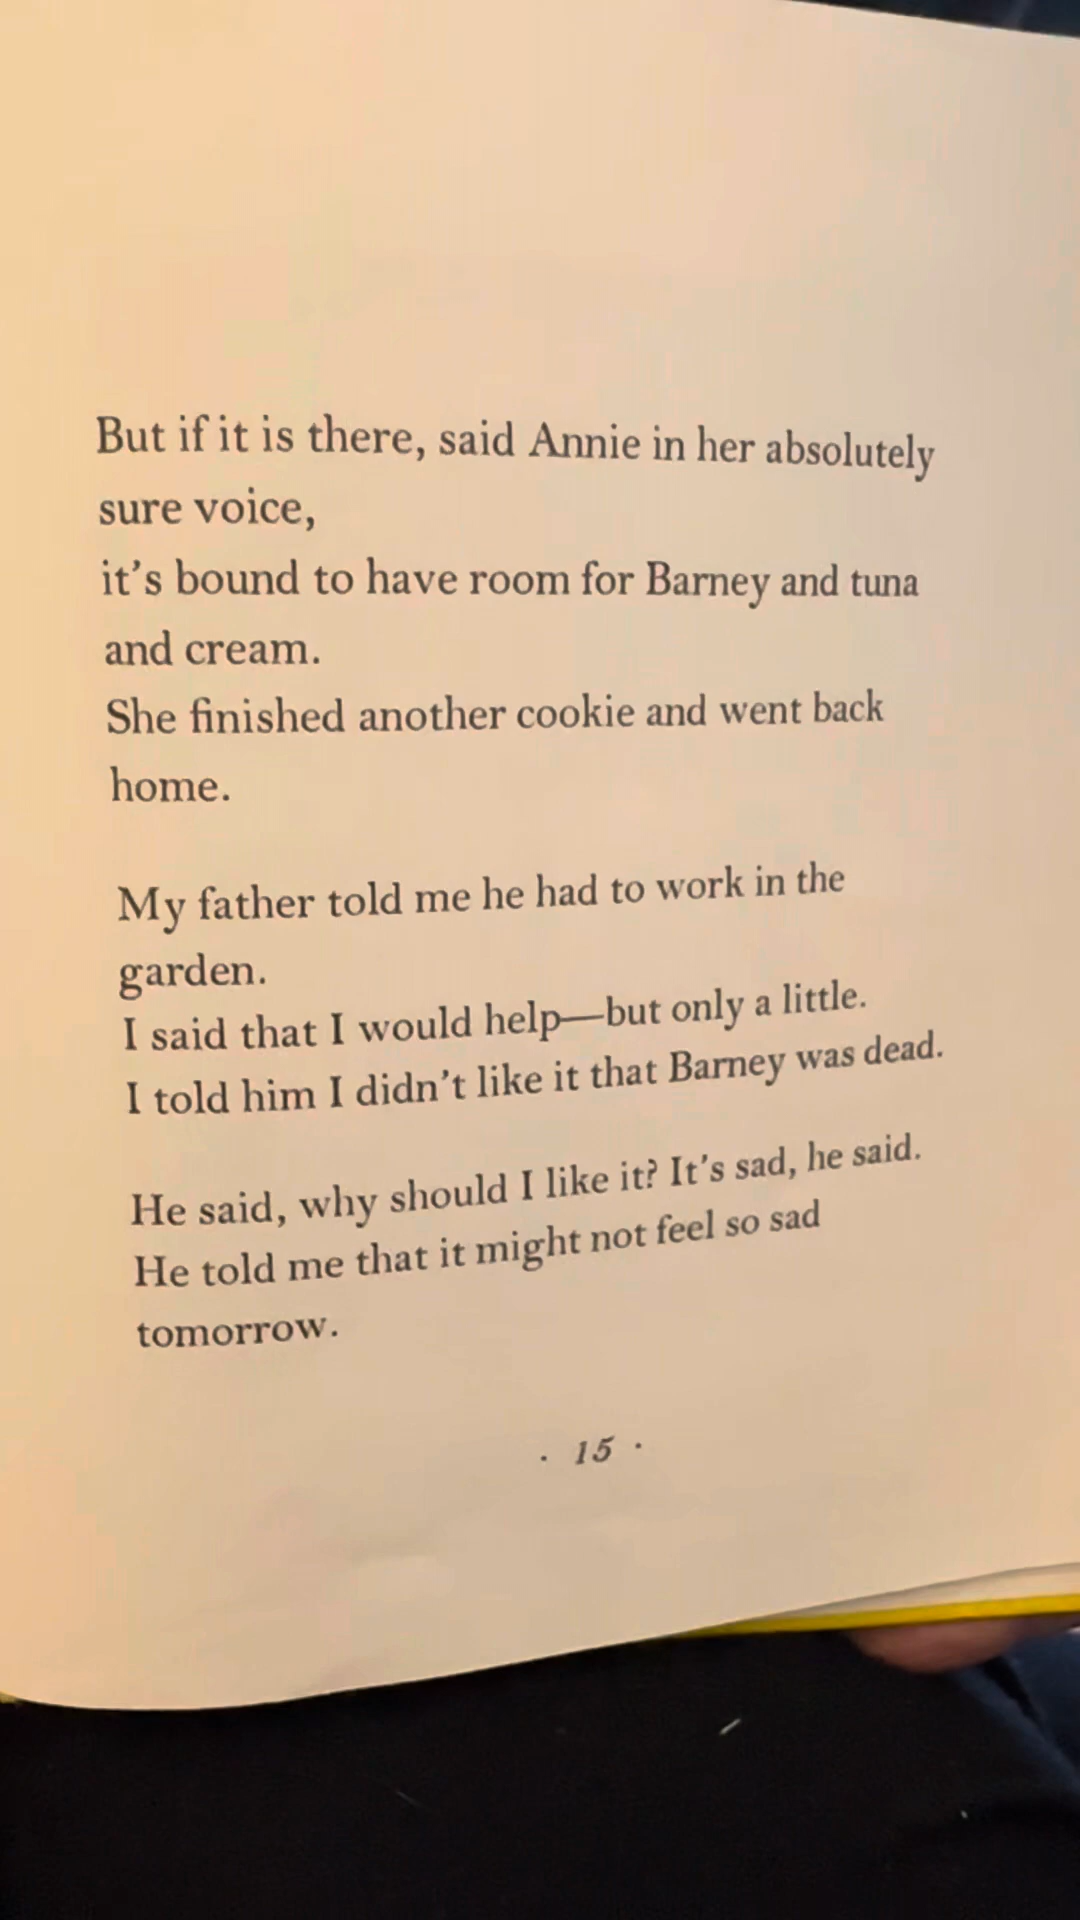 But if it is there, said Annie in her absolutely
sure voice,
it's bound to have room for Barney and tuna
and cream.
She finished another cookie and went back
home.
My father told me he had to work in the
garden.
I said that I would help—but only a little.
I told him I didn't like it that Barney was dead.
He said, why should I like it? It's sad, he said.
He told me that it might not feel so sad
tomorrow.
· 15 ·